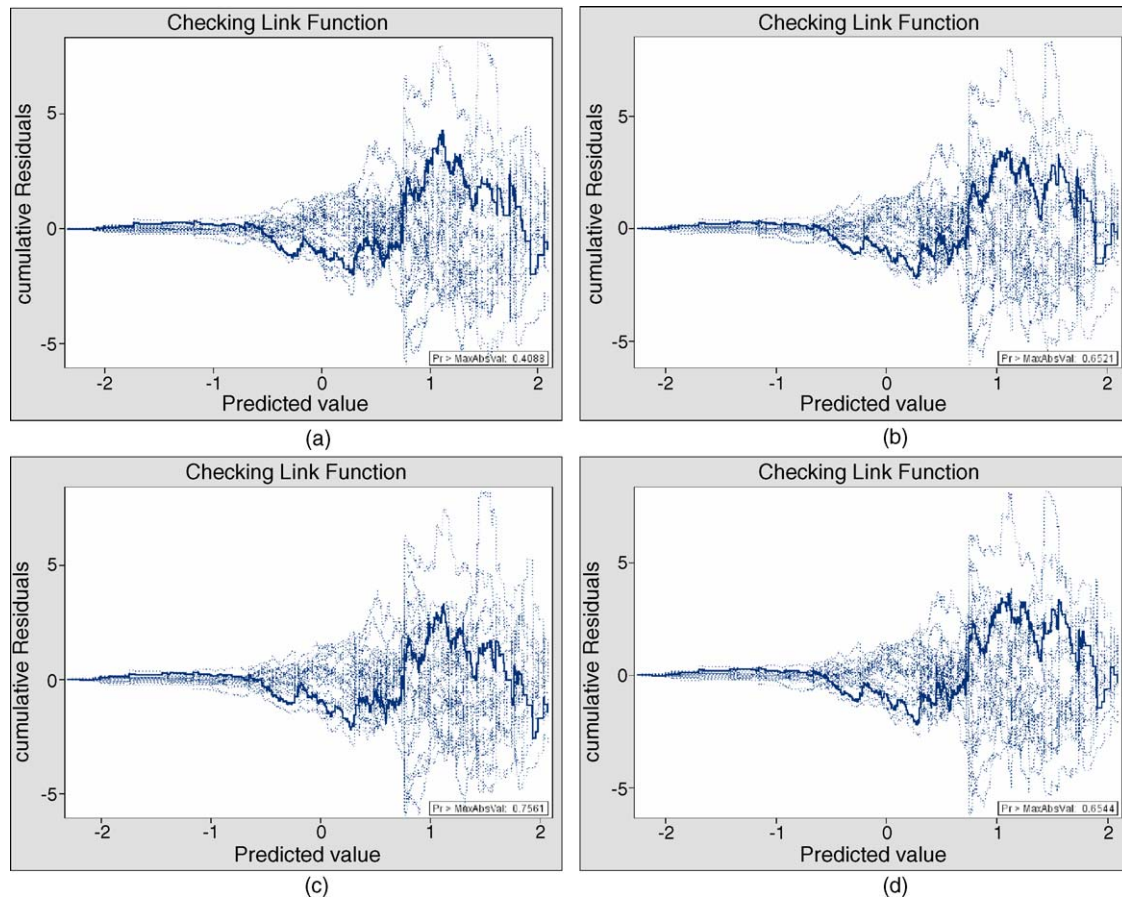 Checking Link Function
cumulative Residuals
5
0
-5
Pr > MaxAbsVal: 0.4088
-2 -1 0 1 2
Predicted value
(a)
Checking Link Function
cumulative Residuals
5
0
-5
Pr > MaxAbsVal: 0.6521
-2 -1 0 1 2
Predicted value
(b)
Checking Link Function
cumulative Residuals
5
0
-5
Pr > MaxAbsVal: 0.7561
-2 -1 0 1 2
Predicted value
(c)
Checking Link Function
cumulative Residuals
5
0
-5
Pr > MaxAbsVal: 0.6544
-2 -1 0 1 2
Predicted value
(d)